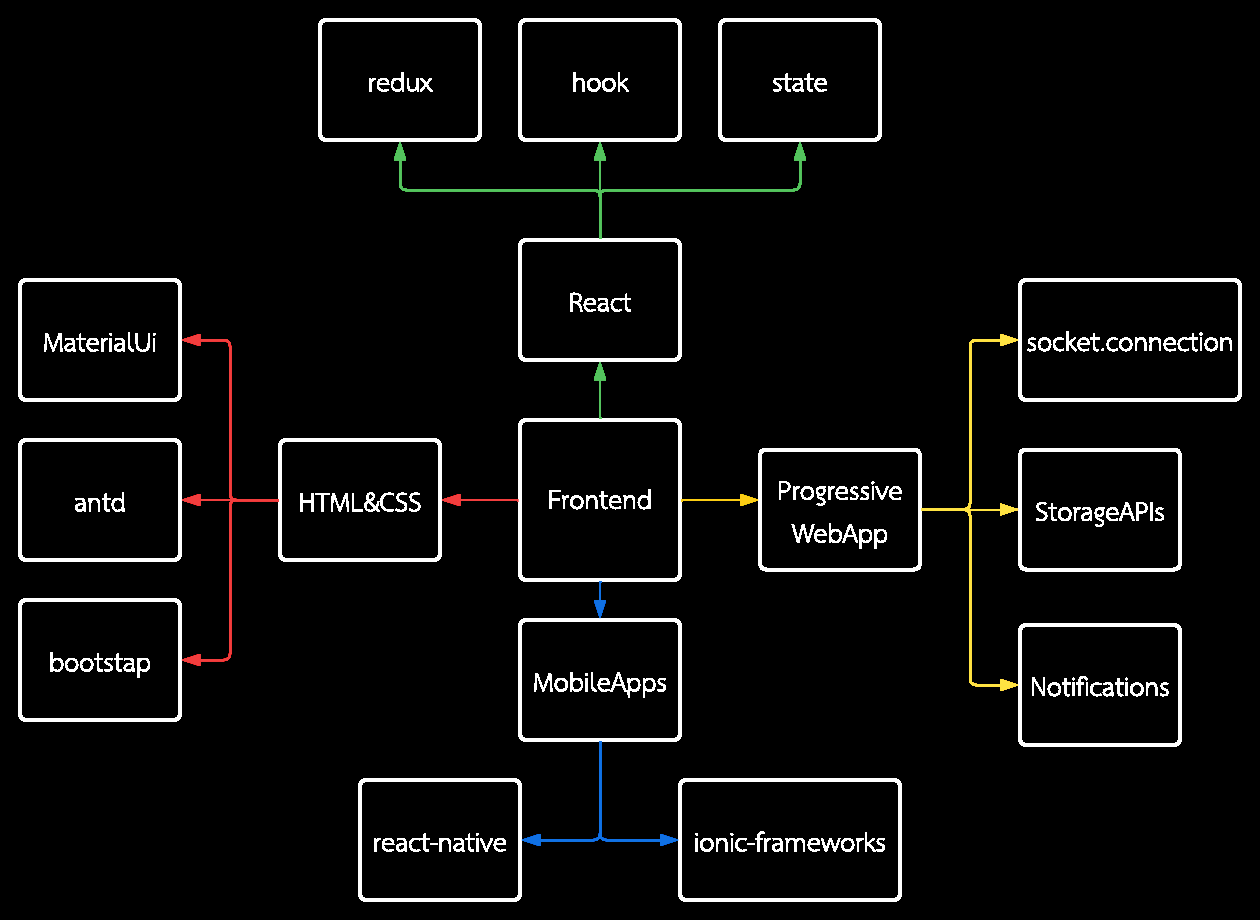 redux
hook
state
React
MaterialUi
socket.connection
antd
HTML&CSS
Frontend
Progressive
WebApp
StorageAPIs
bootstap
MobileApps
Notifications
react-native
ionic-frameworks